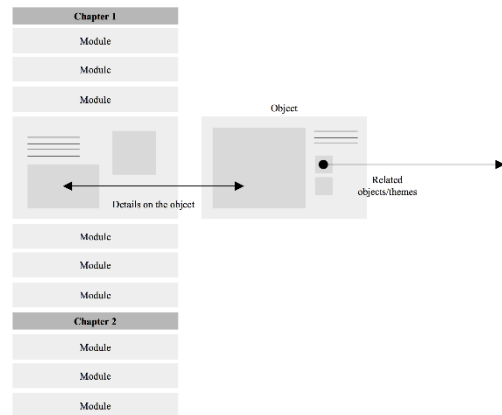 Chapter 1
Module
Module
Module
Object
Related
objects/themes
Details on the object
Module
Module
Module
Chapter 2
Module
Module
Module